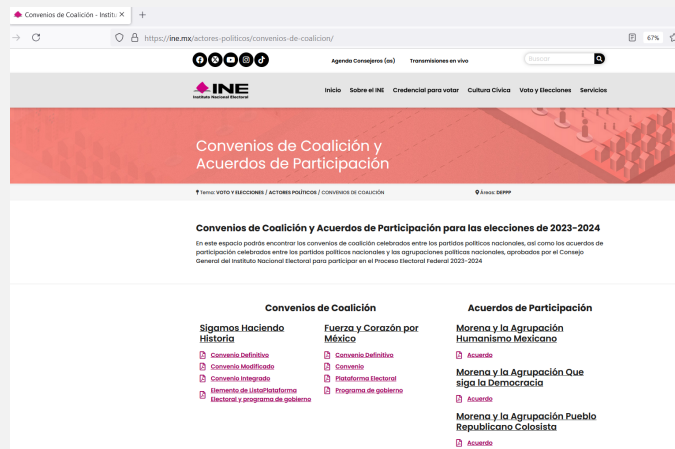 Convenios de Coalición - Institu
https://ine.mx/actores-politicos/convenios-de-coalicion/
67%
Agenda Consejeros (as) Transmisiones en vivo
Buscar
INE
Instituto Nacional Electoral
Inicio Sobre el INE Credencial para votar Cultura Cívica Voto y Elecciones Servicios
Convenios de Coalición y
Acuerdos de Participación
Tema: VOTO Y ELECCIONES / ACTORES POLÍTICOS / CONVENIOS DE COALICIÓN
Áreas: DEPPP
Convenios de Coalición y Acuerdos de Participación para las elecciones de 2023-2024
En este espacio podrás encontrar los convenios de coalición celebrados entre los partidos políticos nacionales, así como los acuerdos de
participación celebrados entre los partidos políticos nacionales y las agrupaciones políticas nacionales, aprobados por el Consejo
General del Instituto Nacional Electoral para participar en el Proceso Electoral Federal 2023-2024
Convenios de Coalición
Sigamos Haciendo
Historia
Convenio Definitivo
Convenio Modificado
Convenio Integrado
Elemento de ListaPlataforma
Electoral y programa de gobierno
Fuerza y Corazón por
México
Convenio Definitivo
Convenio
Plataforma Electoral
Programa de gobierno
Acuerdos de Participación
Morena y la Agrupación
Humanismo Mexicano
Acuerdo
Morena y la Agrupación Que
siga la Democracia
Acuerdo
Morena y la Agrupación Pueblo
Republicano Colosista
Acuerdo